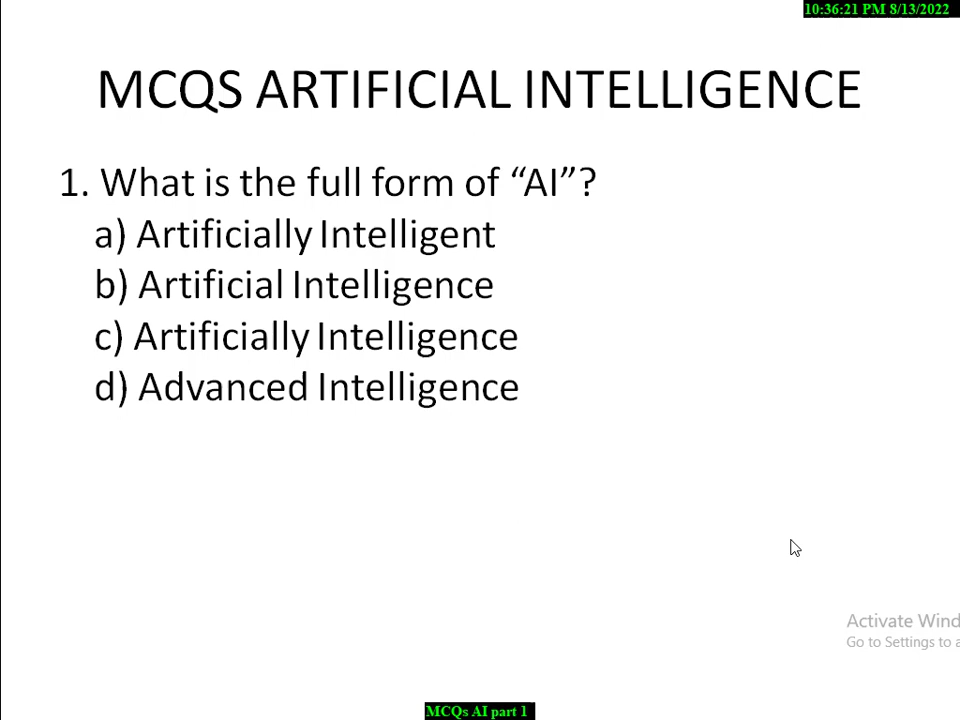 10:36:21 PM 8/13/2022
MCQS ARTIFICIAL INTELLIGENCE
1. What is the full form of “AI”?
a) Artificially Intelligent
b) Artificial Intelligence
c) Artificially Intelligence
d) Advanced Intelligence
Activate Wind
Go to Settings to a
MCQs AI part 1